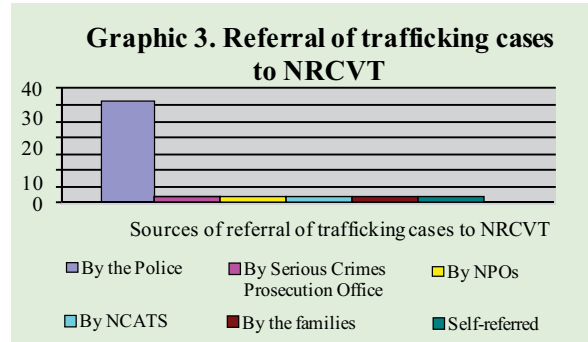 Graphic 3. Referral of trafficking cases
to NRCVT
40
30
20
10
0
Sources of referral of trafficking cases to NRCVT
By the Police
By Serious Crimes
Prosecution Office
By NPOs
By NCATS
By the families
Self-referred